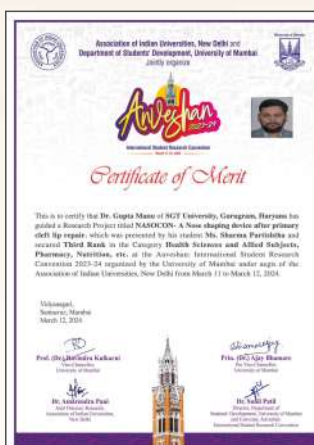 Association of Indian Universities, New Delhi and
Department of Students' Development, University of Mumbai
Jointly organize
Anveshan
2023-24
International Student Research Convention
Certificate of Merit
This is to certify that Dr. Gupta Manu of SGT University, Gurugram, Haryana has
guided a Research Project titled NASOCON- A Nose shaping device after primary
cleft lip repair, which was presented by his student Ms. Sharma Partishtha and
secured Third Rank in the Category Health Sciences and Allied Subjects,
Pharmacy, Nutrition, etc. at the Anveshan: International Student Research
Convention 2023-24 organized by the University of Mumbai under aegis of the
Association of Indian Universities, New Delhi from March 11 to March 12, 2024.
Vidyanagari,
Santacruz, Mumbai
March 12, 2024
Prof. (Dr.) Ravindra Kulkarni
Vice Chancellor
University of Mumbai
Prin. (Dr.) Ajay Bhamare
Pro Vice Chancellor
University of Mumbai
Dr. Amarendra Pani
Joint Director, Research,
Association of Indian Universities,
New Delhi
Dr. Sunil Patil
Director, Department of
Students' Development, University of Mumbai
International Student Research Convention